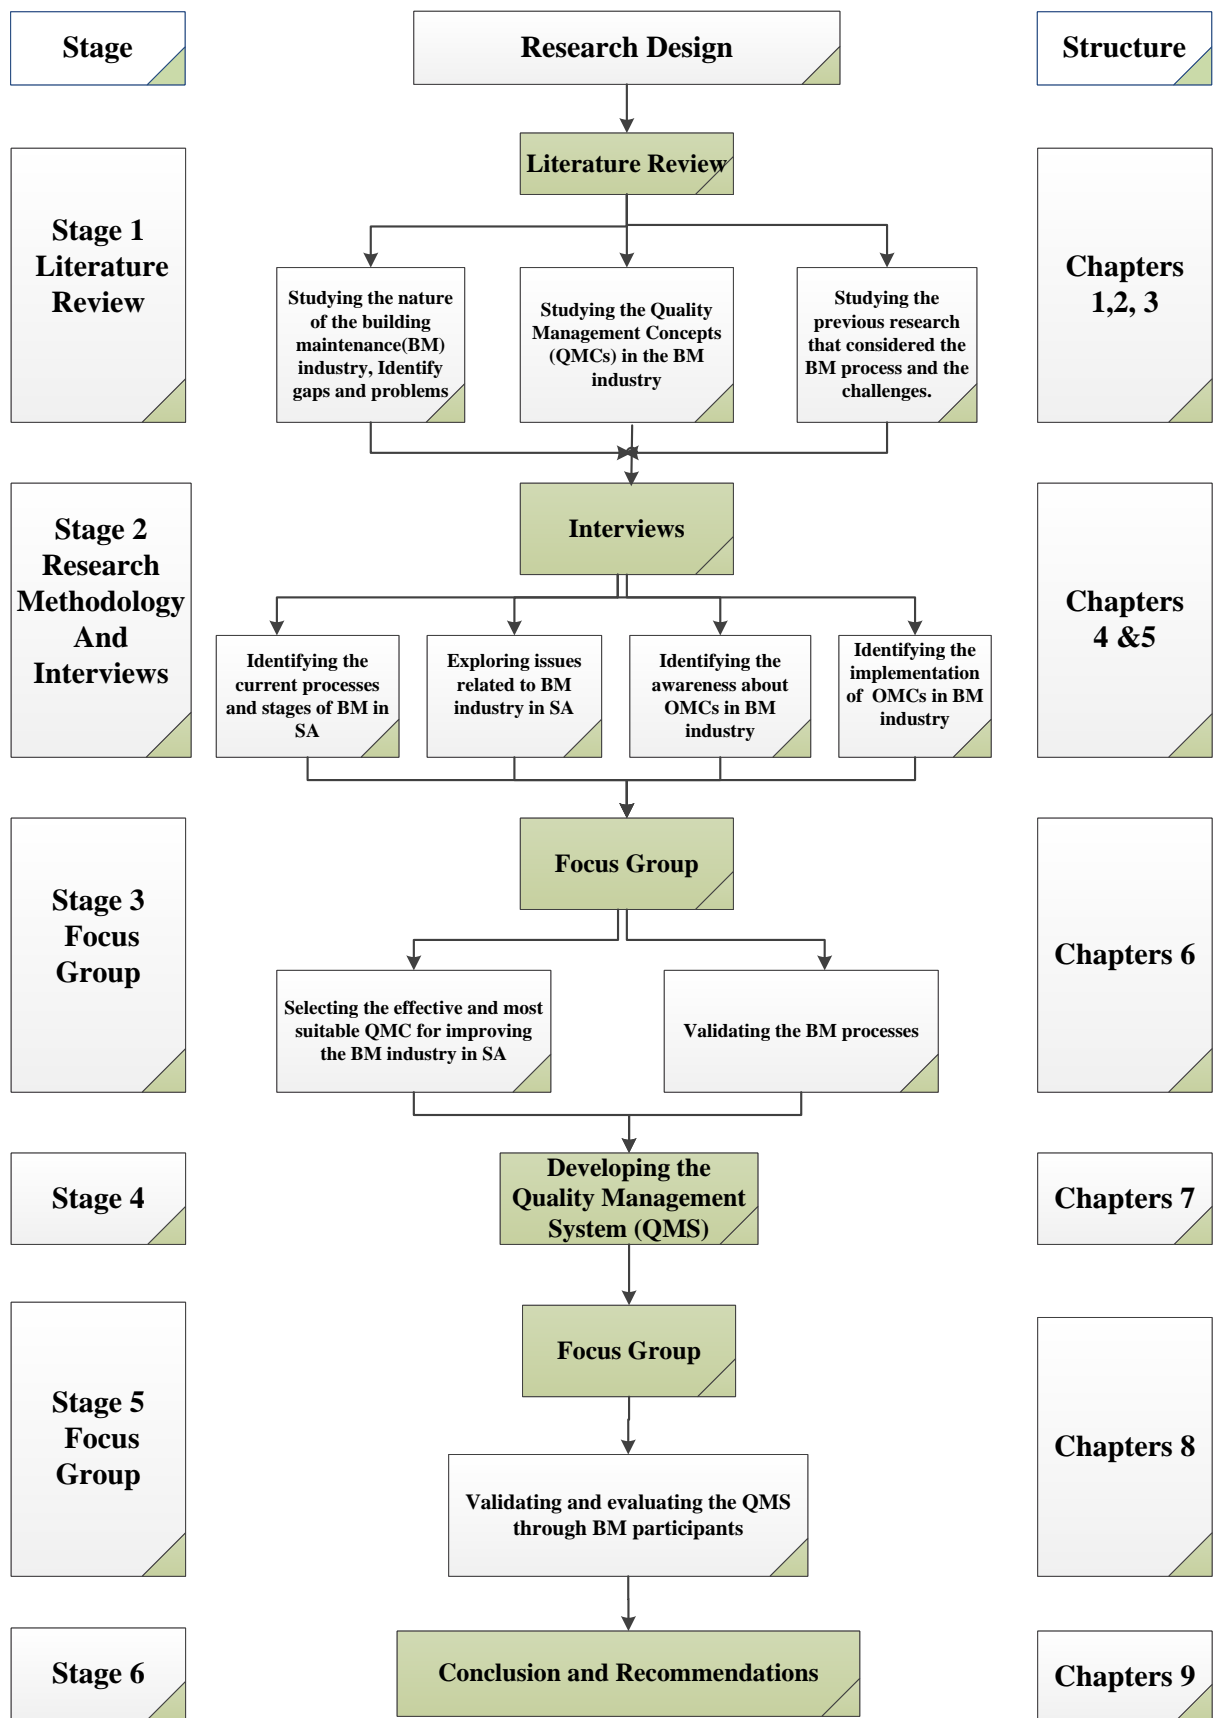 Stage
Research Design
Structure
Literature Review
Stage 1
Literature
Review
Studying the nature
of the building
maintenance(BM)
industry, Identify
gaps and problems
Studying the Quality
Management Concepts
(QMCs) in the BM
industry
Studying the
previous research
that considered the
BM process and the
challenges.
Chapters
1,2, 3
Stage 2
Research
Methodology
And
Interviews
Interviews
Identifying the
current processes
and stages of BM in
SA
Exploring issues
related to BM
industry in SA
Identifying the
awareness about
OMCs in BM
industry
Identifying the
implementation
of OMCs in BM
industry
Chapters
4 &5
Stage 3
Focus
Group
Focus Group
Selecting the effective and most
suitable QMC for improving
the BM industry in SA
Validating the BM processes
Chapters 6
Stage 4
Developing the
Quality Management
System (QMS)
Chapters 7
Stage 5
Focus
Group
Focus Group
Validating and evaluating the QMS
through BM participants
Chapters 8
Stage 6
Conclusion and Recommendations
Chapters 9